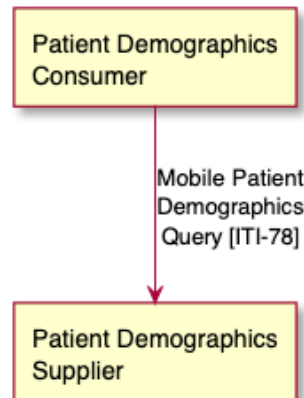 Patient Demographics
Consumer
Mobile Patient
Demographics
Query [ITI-78]
Patient Demographics
Supplier